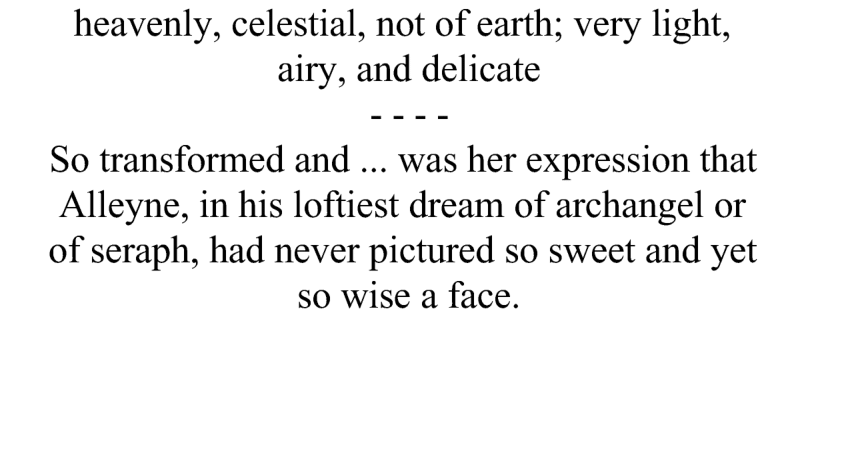 heavenly, celestial, not of earth; very light,
airy, and delicate
- - - -
So transformed and ... was her expression that
Alleyne, in his loftiest dream of archangel or
of seraph, had never pictured so sweet and yet
so wise a face.